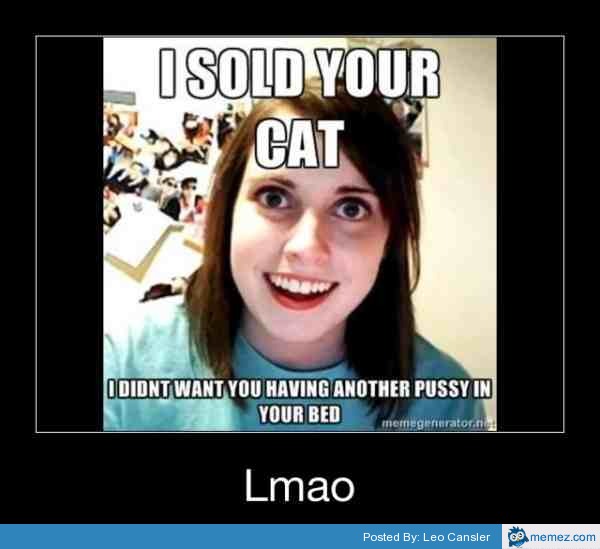 I SOLD YOUR
CAT
I DIDNT WANT YOU HAVING ANOTHER PUSSY IN
YOUR BED
memegenerator.net
Lmao
Posted By: Leo Cansler
memez.com